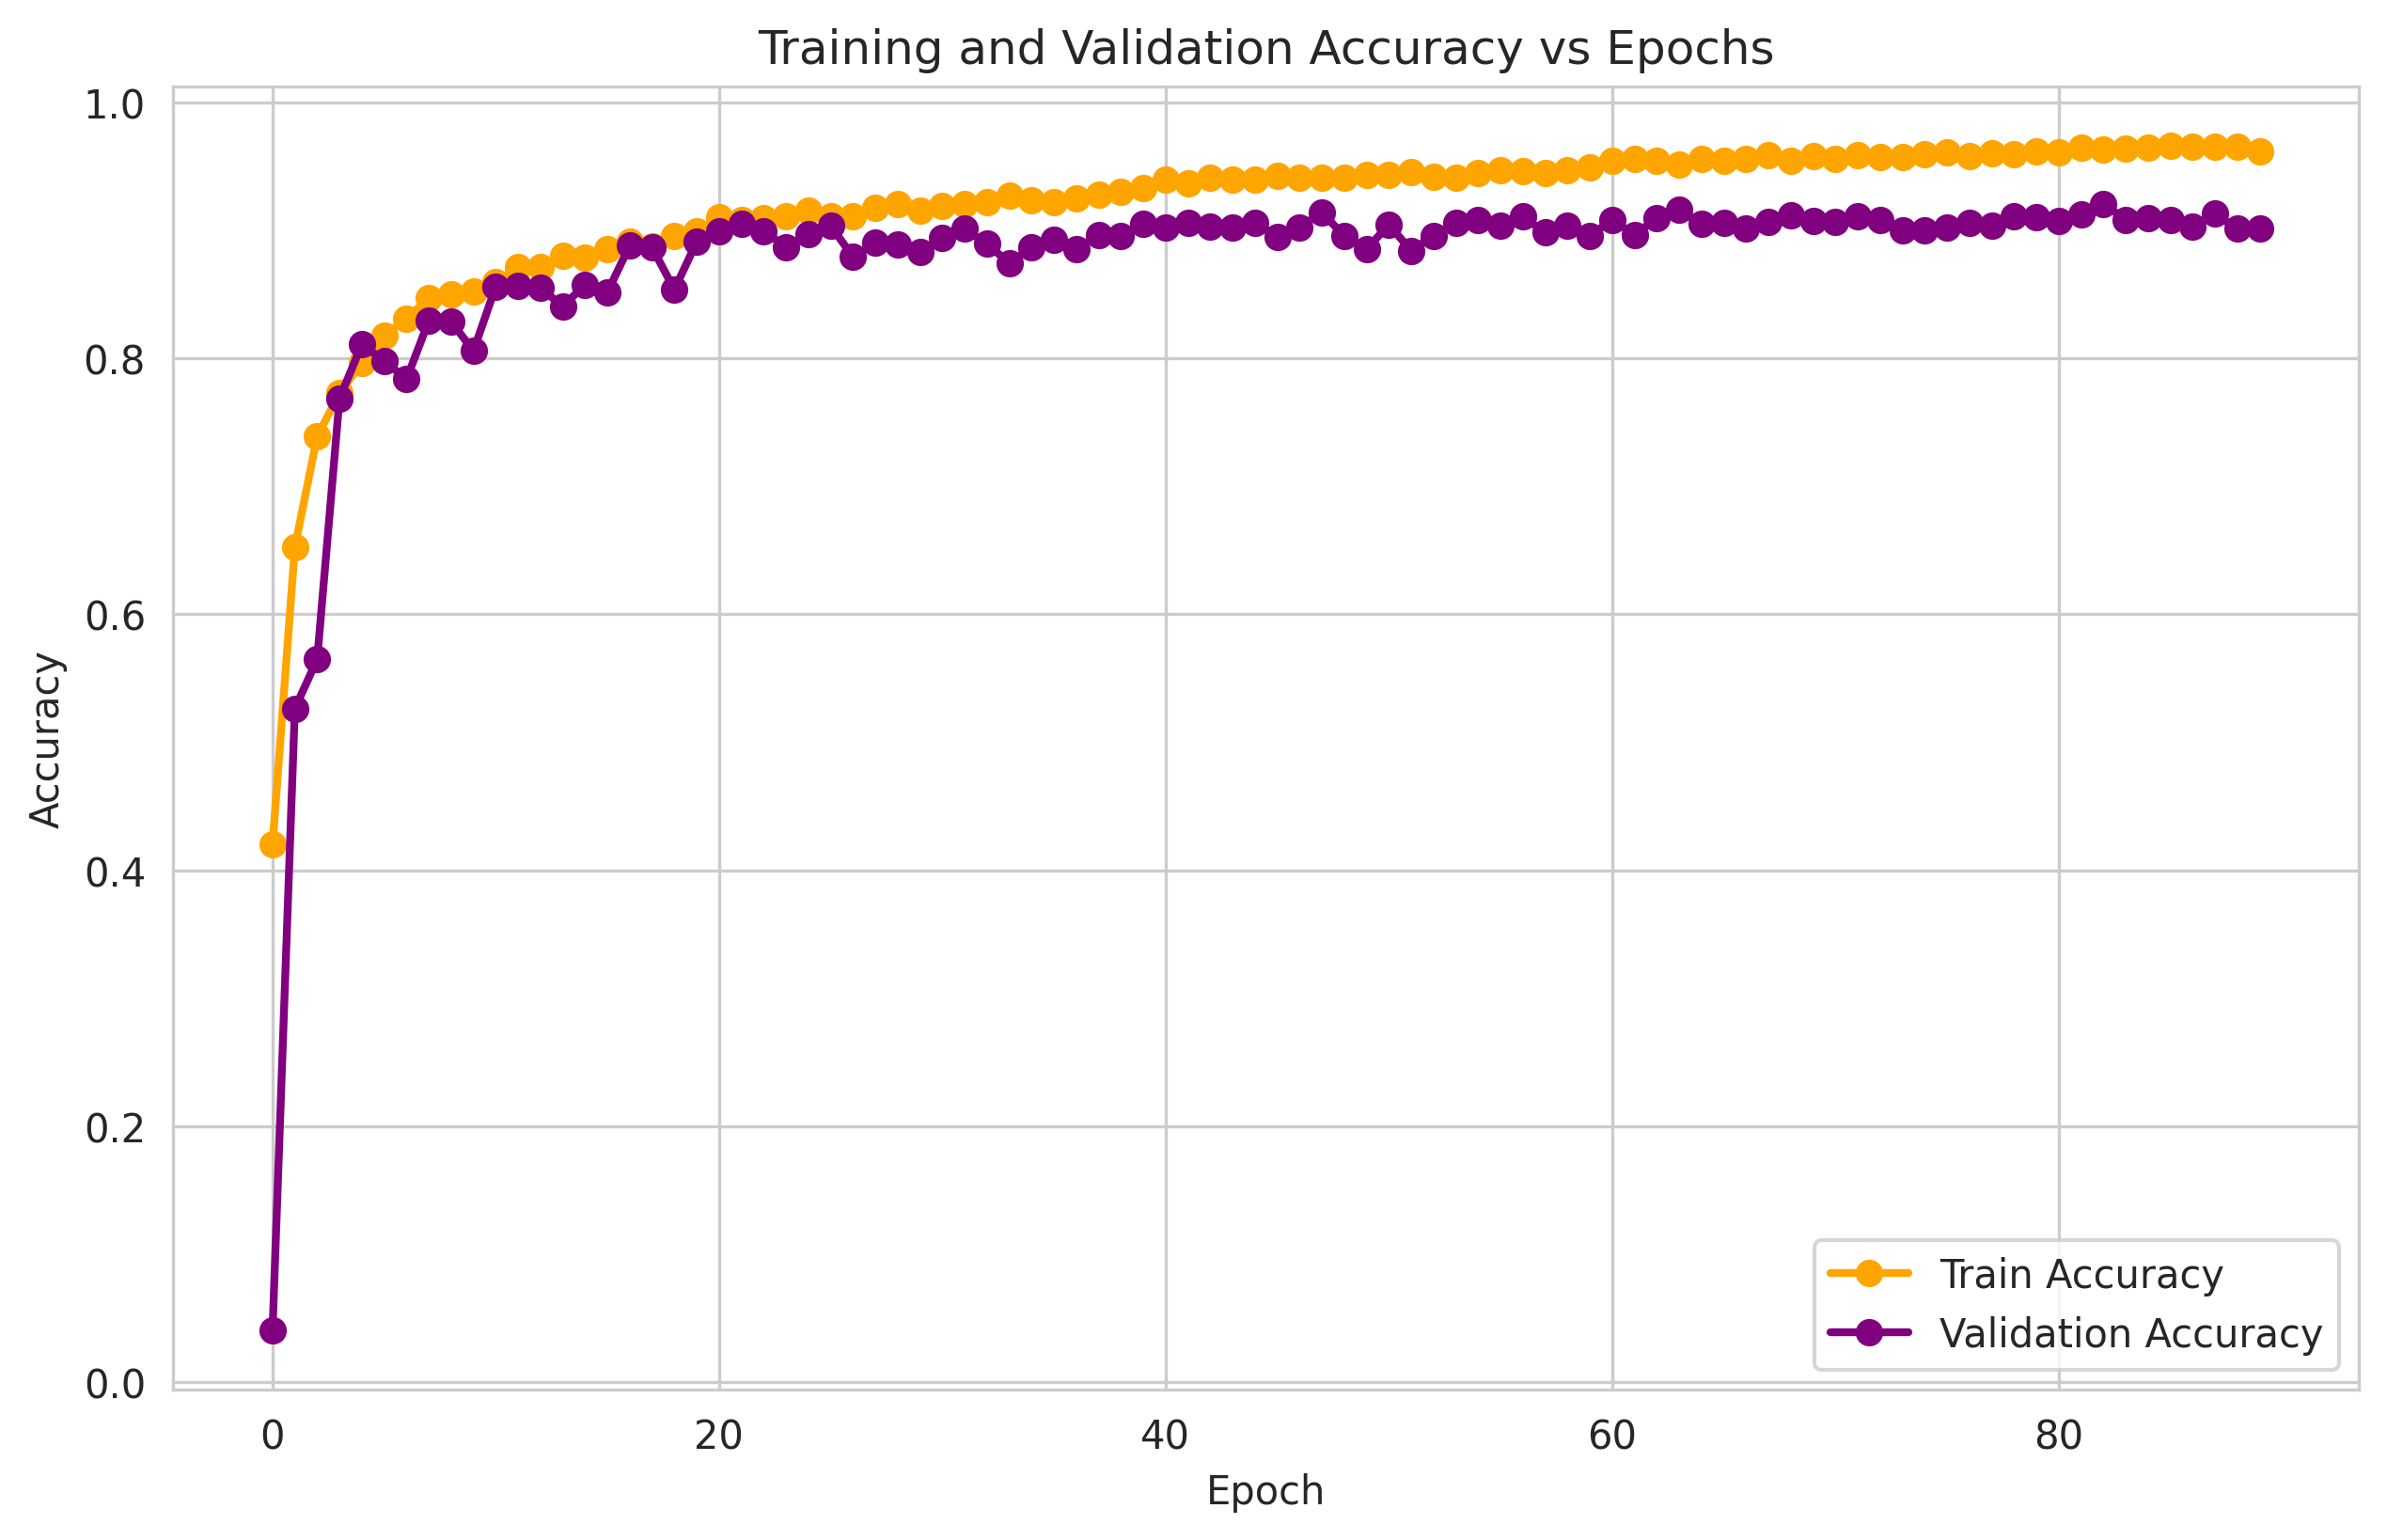 Training and Validation Accuracy vs Epochs
1.0
0.8
0.6
0.4
0.2
0.0
Accuracy
0 20 40 60 80
Epoch
Train Accuracy
Validation Accuracy